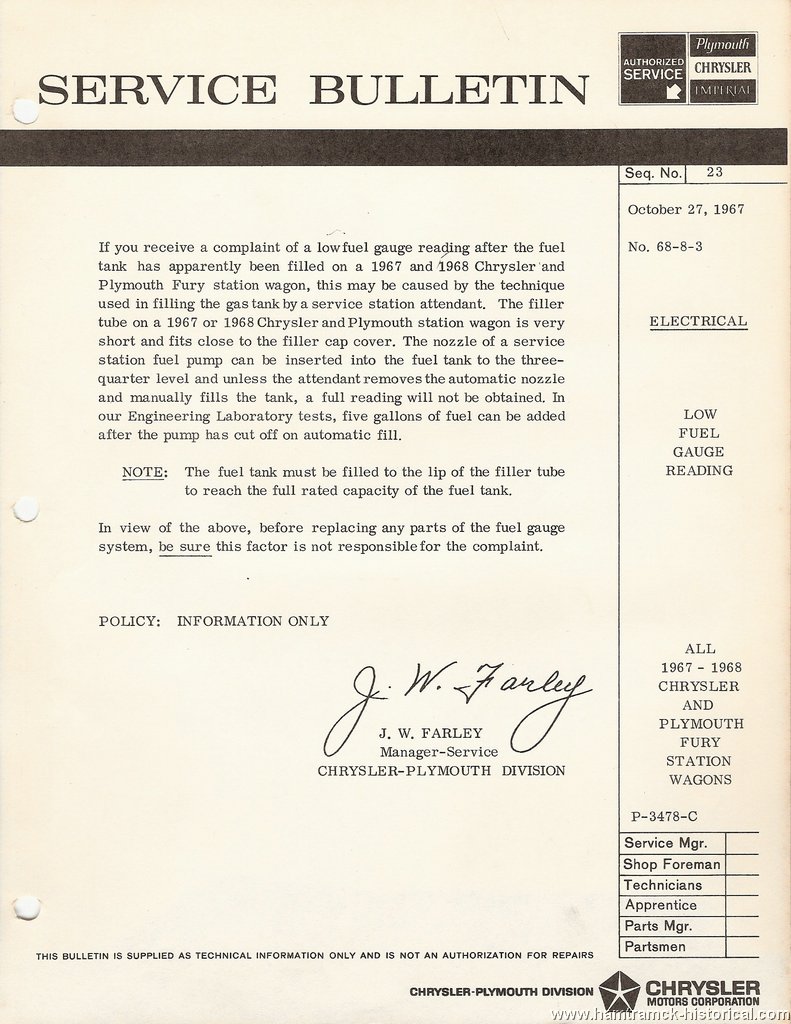 SERVICE BULLETIN
AUTHORIZED
SERVICE
Plymouth
CHRYSLER
IMPERIAL
Seq. No. 23
October 27, 1967
No. 68-8-3
ELECTRICAL
LOW
FUEL
GAUGE
READING
ALL
1967 - 1968
CHRYSLER
AND
PLYMOUTH
FURY
STATION
WAGONS
P-3478-C
If you receive a complaint of a low fuel gauge reading after the fuel
tank has apparently been filled on a 1967 and 1968 Chrysler and
Plymouth Fury station wagon, this may be caused by the technique
used in filling the gas tank by a service station attendant. The filler
tube on a 1967 or 1968 Chrysler and Plymouth station wagon is very
short and fits close to the filler cap cover. The nozzle of a service
station fuel pump can be inserted into the fuel tank to the three-
quarter level and unless the attendant removes the automatic nozzle
and manually fills the tank, a full reading will not be obtained. In
our Engineering Laboratory tests, five gallons of fuel can be added
after the pump has cut off on automatic fill.
NOTE: The fuel tank must be filled to the lip of the filler tube
to reach the full rated capacity of the fuel tank.
In view of the above, before replacing any parts of the fuel gauge
system, be sure this factor is not responsible for the complaint.
POLICY: INFORMATION ONLY
J. W. Farley
J. W. FARLEY
Manager-Service
CHRYSLER-PLYMOUTH DIVISION
Service Mgr.
Shop Foreman
Technicians
Apprentice
Parts Mgr.
Partsmen
THIS BULLETIN IS SUPPLIED AS TECHNICAL INFORMATION ONLY AND IS NOT AN AUTHORIZATION FOR REPAIRS
CHRYSLER-PLYMOUTH DIVISION
CHRYSLER
MOTORS CORPORATION
www.hamtramck-historical.com